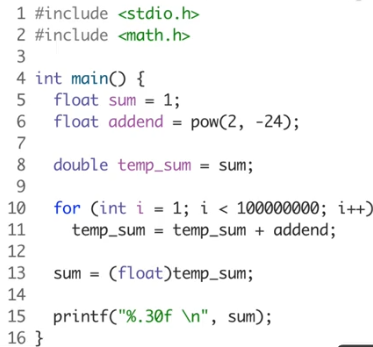 1 #include <stdio.h>
2 #include <math.h>
3
4 int main() {
5   float sum = 1;
6   float addend = pow(2, -24);
7
8   double temp_sum = sum;
9
10   for (int i = 1; i < 100000000; i++)
11     temp_sum = temp_sum + addend;
12
13   sum = (float)temp_sum;
14
15   printf("%.30f \n", sum);
16 }